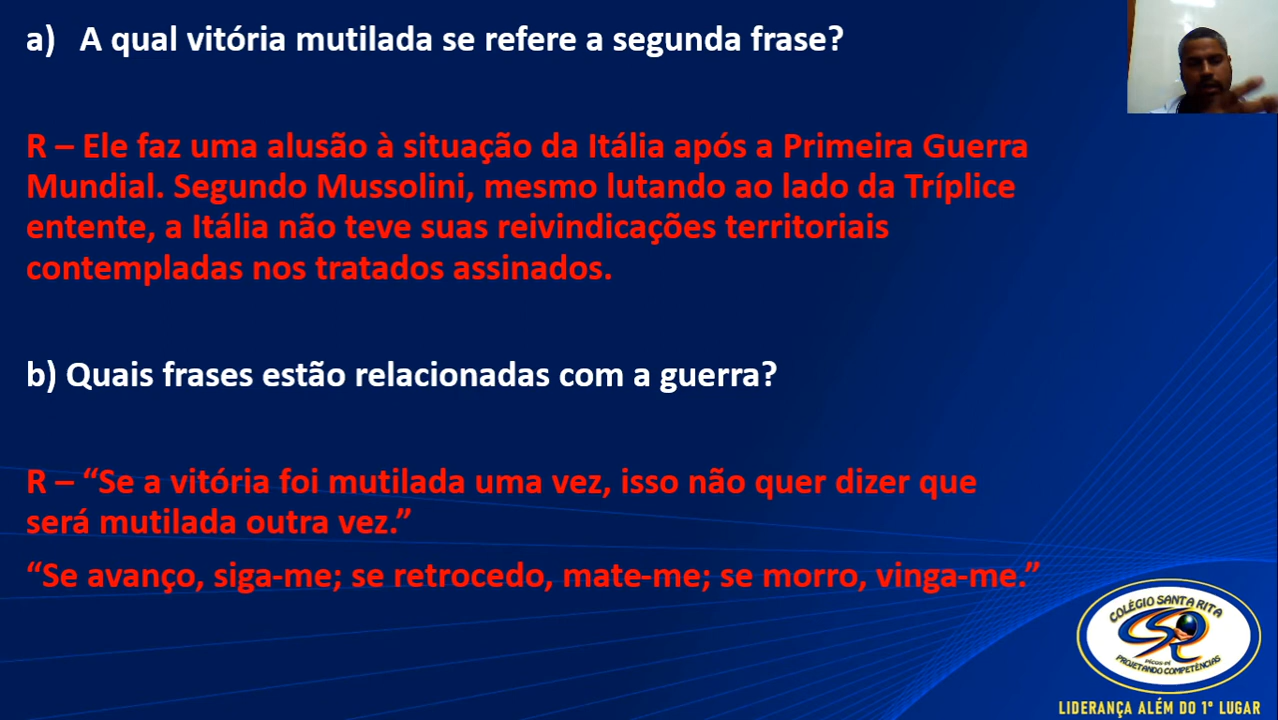 a) A qual vitória mutilada se refere a segunda frase?
R – Ele faz uma alusão à situação da Itália após a Primeira Guerra
Mundial. Segundo Mussolini, mesmo lutando ao lado da Tríplice
entente, a Itália não teve suas reivindicações territoriais
contempladas nos tratados assinados.
b) Quais frases estão relacionadas com a guerra?
R – “Se a vitória foi mutilada uma vez, isso não quer dizer que
será mutilada outra vez.”
“Se avanço, siga-me; se retrocedo, mate-me; se morro, vinga-me.”
COLÉGIO SANTA RITA
PROJETANDO COMPETÊNCIAS
LIDERANÇA ALÉM DO 1º LUGAR